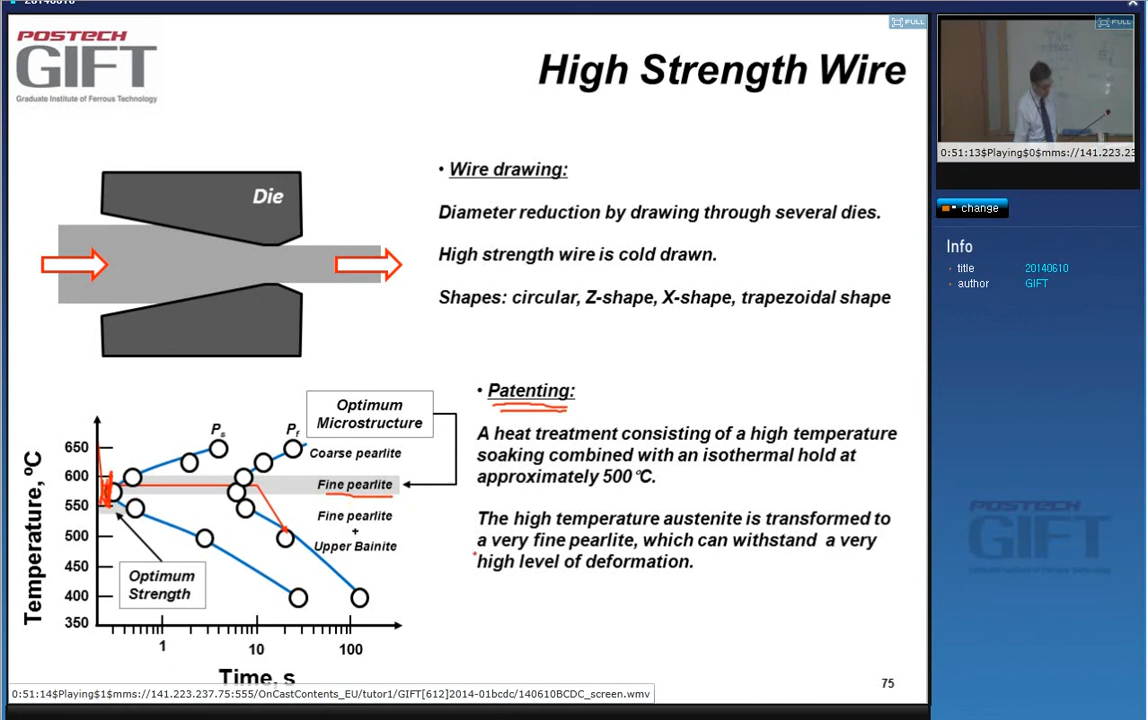 20140610
POSTECH
GIFT
Graduate Institute of Ferrous Technology
FULL
High Strength Wire
Die
• Wire drawing:
Diameter reduction by drawing through several dies.
High strength wire is cold drawn.
Shapes: circular, Z-shape, X-shape, trapezoidal shape
• Patenting:
A heat treatment consisting of a high temperature
soaking combined with an isothermal hold at
approximately 500°C.
The high temperature austenite is transformed to
a very fine pearlite, which can withstand a very
high level of deformation.
Optimum
Microstructure
Ps
Pf
Coarse pearlite
Fine pearlite
Fine pearlite
+
Upper Bainite
Optimum
Strength
Temperature, ºC
650
600
550
500
450
400
350
1
10
100
Time, s
75
0:51:14$Playing$1$mms://141.223.237.75:555/OnCastContents_EU/tutor1/GIFT[612]2014-01bcdc/140610BCDC_screen.wmv
FULL
0:51:13$Playing$0$mms://141.223.23
change
Info
title 20140610
author GIFT
POSTECH
GIFT
Graduate Institute of Ferrous Technology